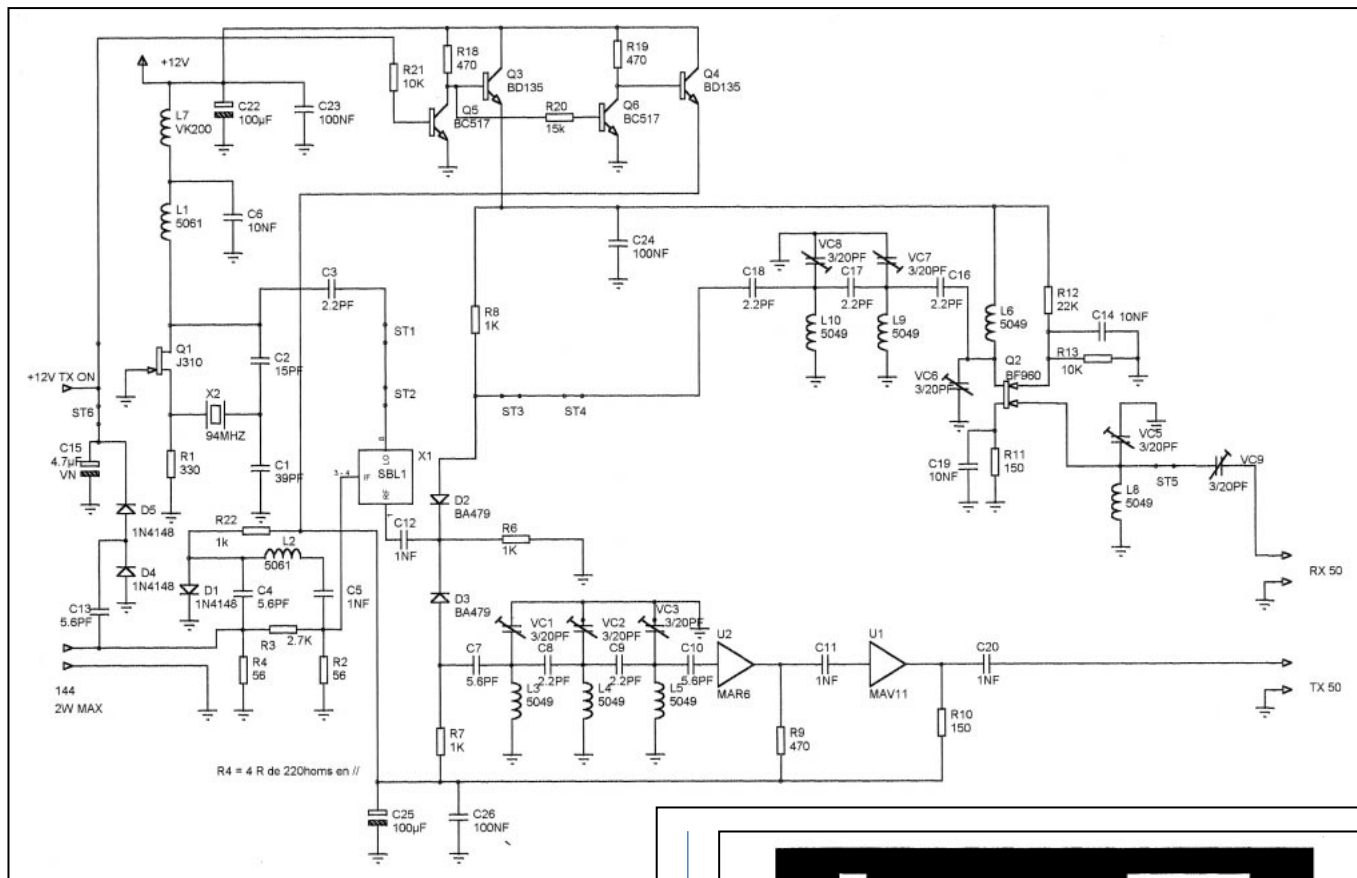 +12V
L7
VK200
C22
100µF
C23
100NF
R21
10K
R18
470
Q3
BD135
Q5
BC517
R20
15k
R19
470
Q6
BC517
Q4
BD135
L1
5061
C6
10NF
C3
2.2PF
C24
100NF
VC8
3/20PF
VC7
3/20PF
C18
2.2PF
C17
2.2PF
C16
2.2PF
L10
5049
L9
5049
L6
5049
R12
22K
C14 10NF
R13
10K
Q2
BF960
VC6
3/20PF
C19
10NF
R11
150
VC5
3/20PF
L8
5049
ST5
VC9
3/20PF
RX 50
ST1
ST2
R8
1K
ST3
ST4
Q1
J310
C2
15PF
X2
94MHZ
R1
330
C1
39PF
+12V TX ON
ST6
C15
4.7µF
VN
D5
1N4148
D4
1N4148
C13
5.6PF
R22
1k
L2
5061
D1
1N4148
C4
5.6PF
C5
1NF
R3
2.7K
R4
56
R2
56
144
2W MAX
8
LO
3-4
IF
SBL1
RF
1
X1
C12
1NF
D2
BA479
R6
1K
D3
BA479
VC1
3/20PF
VC2
3/20PF
VC3
3/20PF
C7
5.6PF
C8
2.2PF
C9
2.2PF
C10
5.6PF
L3
5049
L4
5049
L5
5049
U2
MAR6
C11
1NF
U1
MAV11
C20
1NF
TX 50
R7
1K
R9
470
R10
150
R4 = 4 R de 220homs en //
C25
100µF
C26
100NF